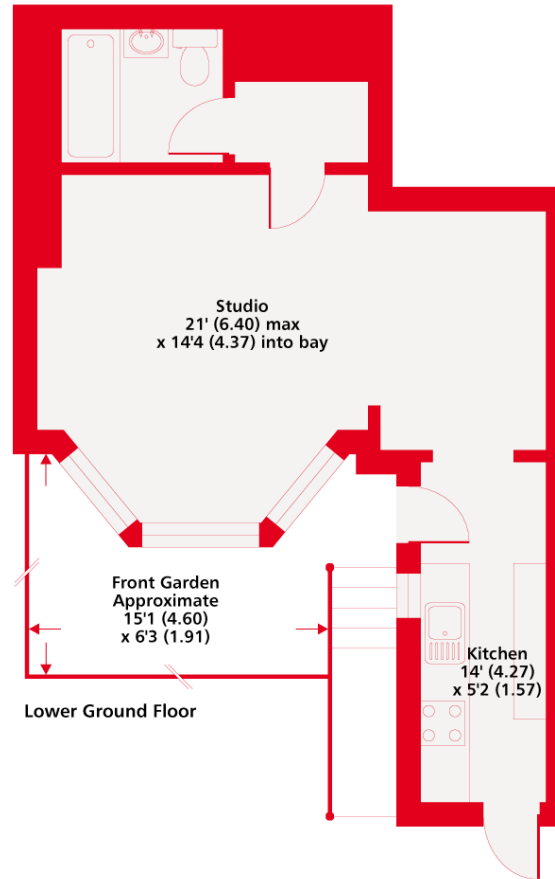 Studio
21' (6.40) max
x 14'4 (4.37) into bay
Front Garden
Approximate
15'1 (4.60)
x 6'3 (1.91)
Kitchen
14' (4.27)
x 5'2 (1.57)
Lower Ground Floor